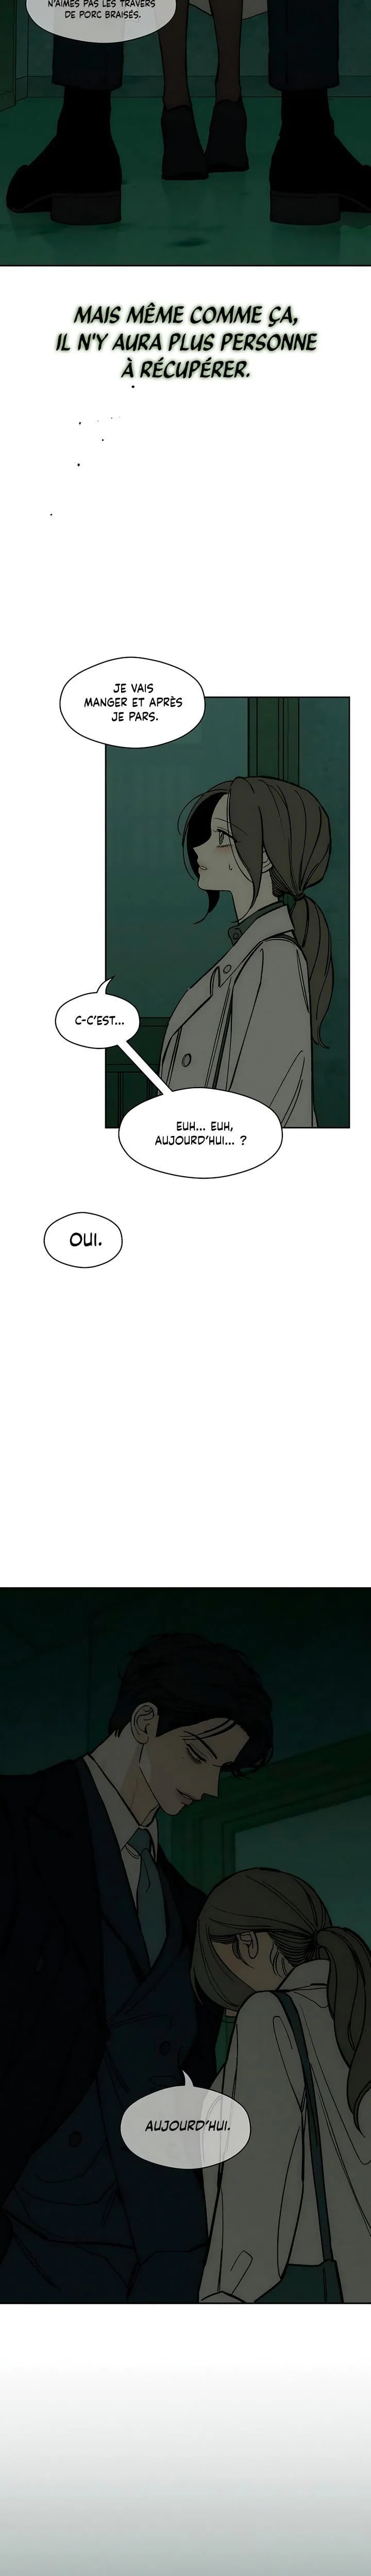 N'AIMES PAS LES TRAVERS
DE PORC BRAISÉS.
MAIS MÊME COMME ÇA,
IL N'Y AURA PLUS PERSONNE
À RÉCUPÉRER.
JE VAIS
MANGER ET APRÈS
JE PARS.
C-C'EST...
EUH... EUH,
AUJOURD'HUI... ?
OUI.
AUJOURD'HUI.